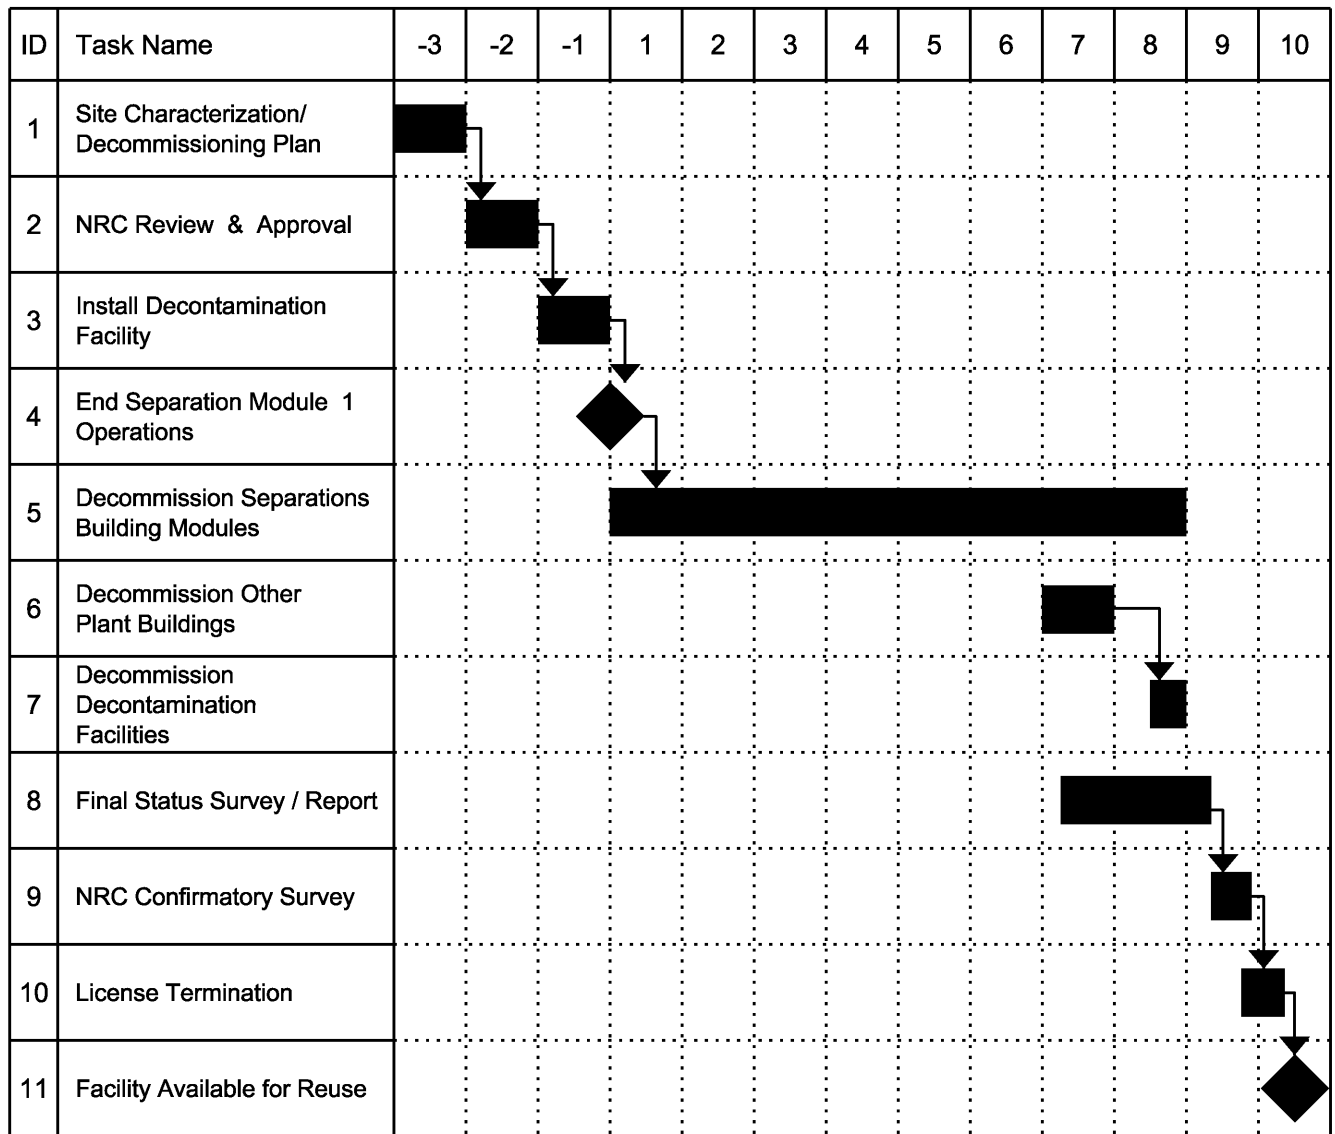 ID Task Name -3 -2 -1 1 2 3 4 5 6 7 8 9 10
1 Site Characterization/
Decommissioning Plan
2 NRC Review & Approval
3 Install Decontamination
Facility
4 End Separation Module 1
Operations
5 Decommission Separations
Building Modules
6 Decommission Other
Plant Buildings
7 Decommission
Decontamination
Facilities
8 Final Status Survey / Report
9 NRC Confirmatory Survey
10 License Termination
11 Facility Available for Reuse